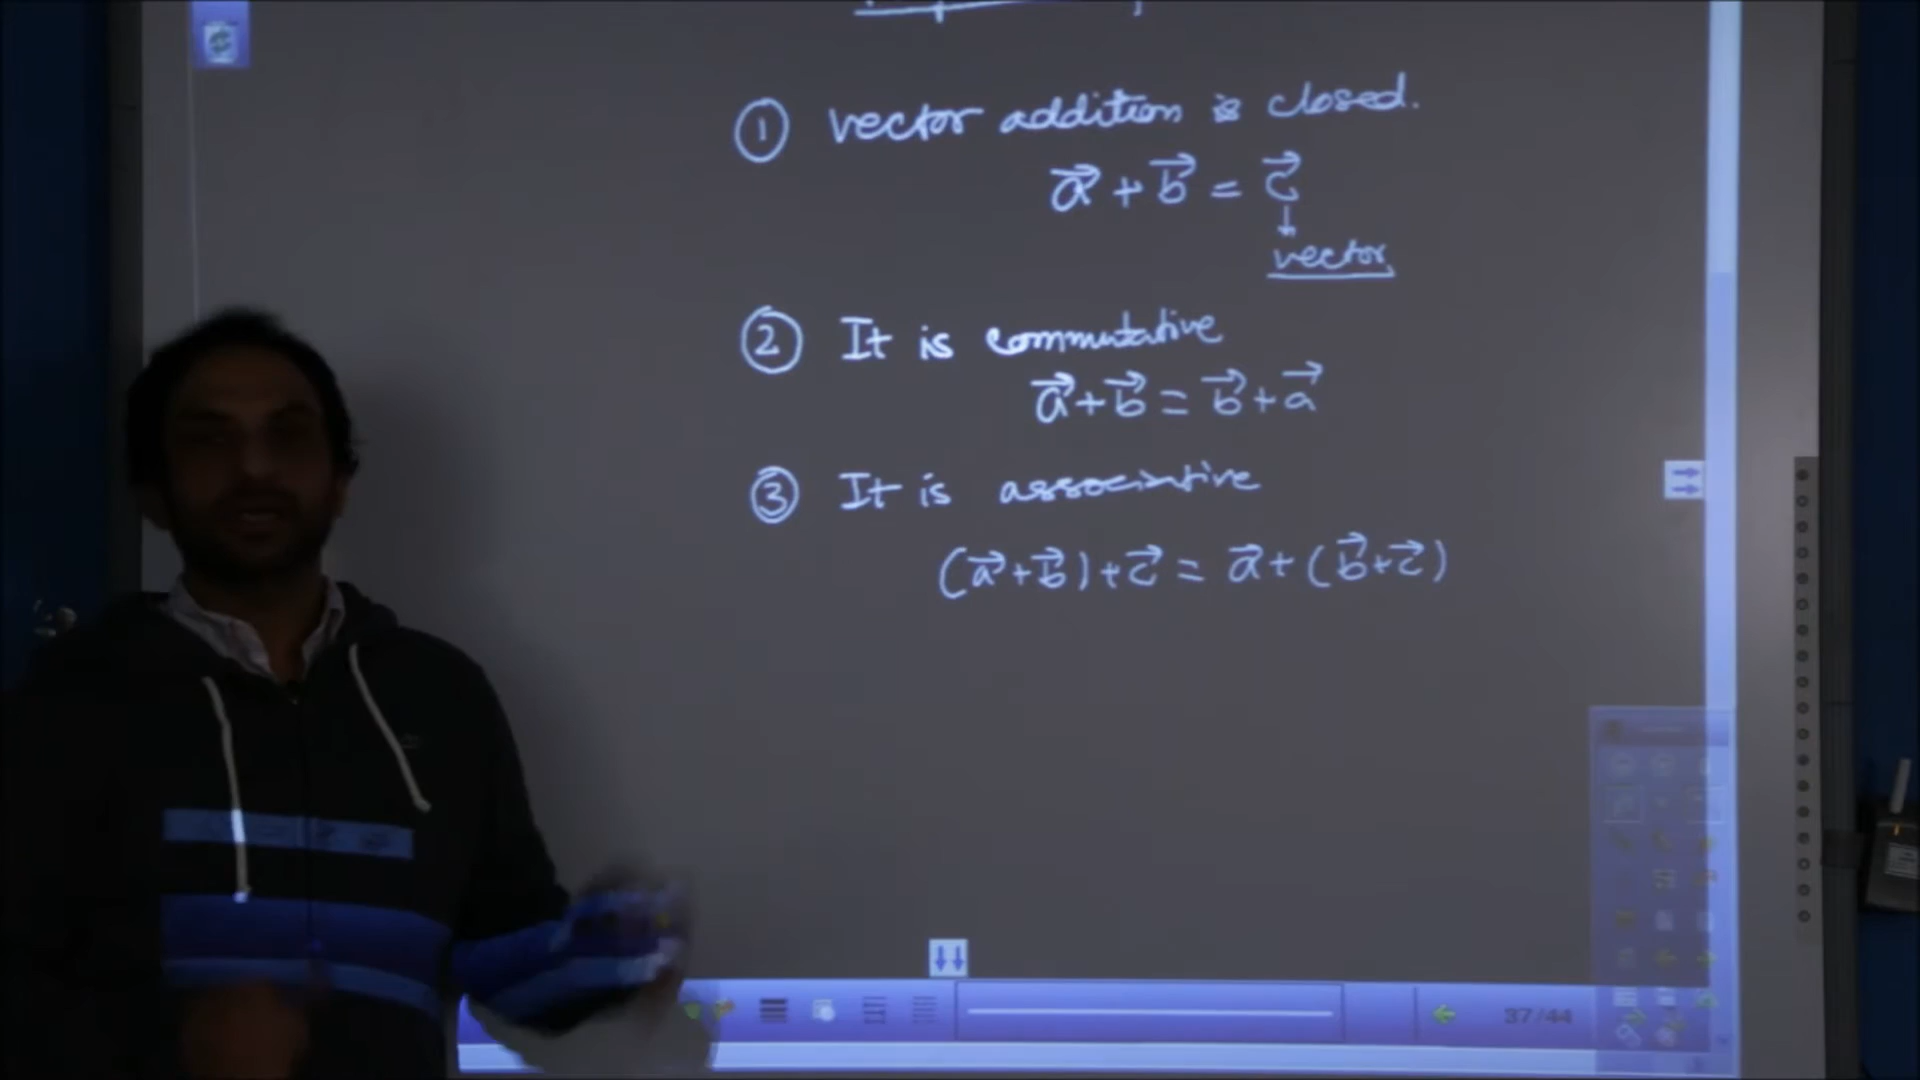 ① vector addition is closed.
a⃗ + b⃗ = c⃗
↓
vector
② It is commutative
a⃗ + b⃗ = b⃗ + a⃗
③ It is associative
(a⃗ + b⃗) + c⃗ = a⃗ + (b⃗ + c⃗)
37/44